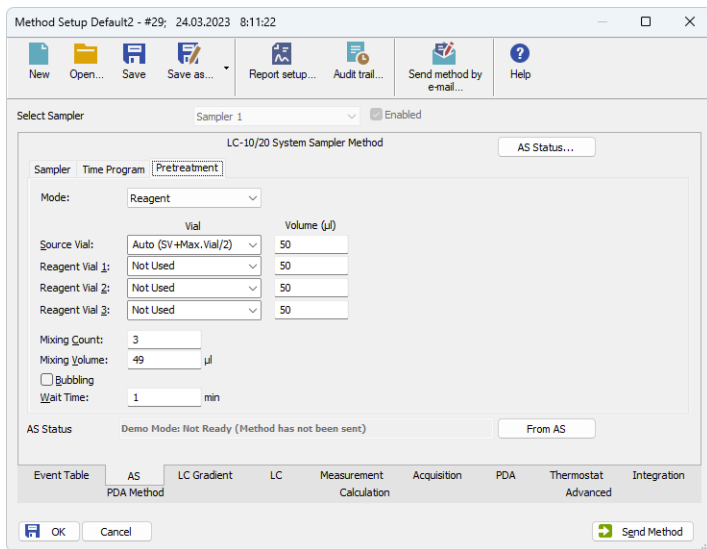 Method Setup Default2 - #29; 24.03.2023 8:11:22
New Open... Save Save as... Report setup... Audit trail... Send method by e-mail... Help
Select Sampler Sampler 1 Enabled
LC-10/20 System Sampler Method AS Status...
Sampler Time Program Pretreatment
Mode: Reagent
Vial Volume (µl)
Source Vial: Auto (SV+Max.Vial/2) 50
Reagent Vial 1: Not Used 50
Reagent Vial 2: Not Used 50
Reagent Vial 3: Not Used 50
Mixing Count: 3
Mixing Volume: 49 µl
Bubbling
Wait Time: 1 min
AS Status Demo Mode: Not Ready (Method has not been sent) From AS
Event Table AS LC Gradient LC Measurement Acquisition PDA Thermostat Integration
PDA Method Calculation Advanced
OK Cancel Send Method